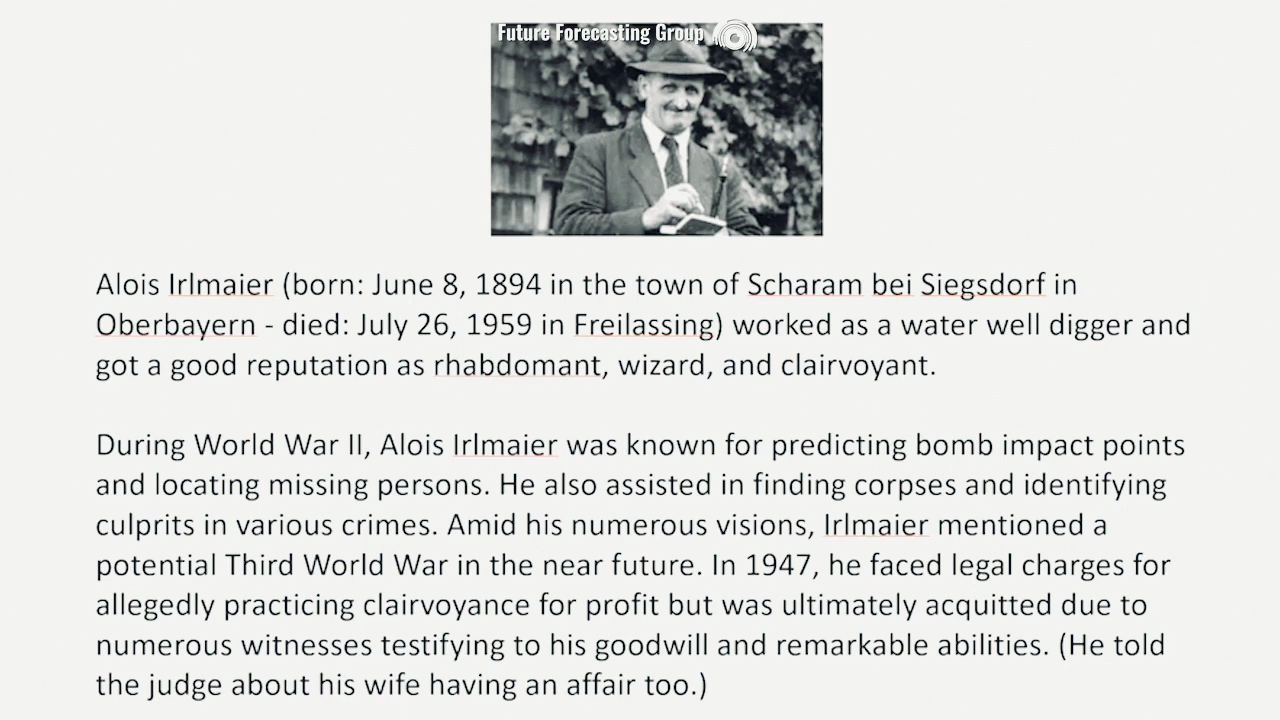 Future Forecasting Group
Alois Irlmaier (born: June 8, 1894 in the town of Scharam bei Siegsdorf in
Oberbayern - died: July 26, 1959 in Freilassing) worked as a water well digger and
got a good reputation as rhabdomant, wizard, and clairvoyant.
During World War II, Alois Irlmaier was known for predicting bomb impact points
and locating missing persons. He also assisted in finding corpses and identifying
culprits in various crimes. Amid his numerous visions, Irlmaier mentioned a
potential Third World War in the near future. In 1947, he faced legal charges for
allegedly practicing clairvoyance for profit but was ultimately acquitted due to
numerous witnesses testifying to his goodwill and remarkable abilities. (He told
the judge about his wife having an affair too.)